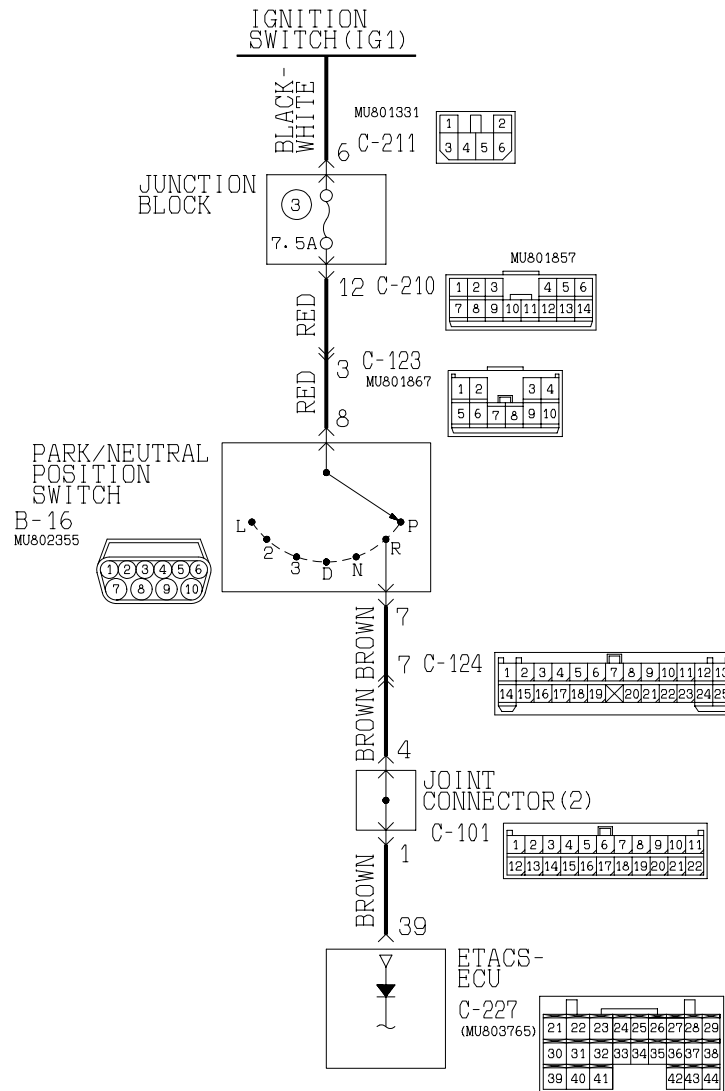 IGNITION
SWITCH(IG1)
BLACK-
WHITE
MU801331
6 C-211
1 2
3 4 5 6
JUNCTION
BLOCK
3
7.5A
MU801857
12 C-210
1 2 3 4 5 6
7 8 9 10 11 12 13 14
RED
3 C-123
MU801867
1 2 3 4
5 6 7 8 9 10
RED
8
PARK/NEUTRAL
POSITION
SWITCH
B-16
MU802355
1 2 3 4 5 6
7 8 9 10
L 2 3 D N R P
7
BROWN
7 C-124
1 2 3 4 5 6 7 8 9 10 11 12 13
14 15 16 17 18 19 20 21 22 23 24 25
BROWN
4
JOINT
CONNECTOR(2)
C-101
1 2 3 4 5 6 7 8 9 10 11
12 13 14 15 16 17 18 19 20 21 22
1
BROWN
39
ETACS-
ECU
C-227
(MU803765)
21 22 23 24 25 26 27 28 29
30 31 32 33 34 35 36 37 38
39 40 41 42 43 44